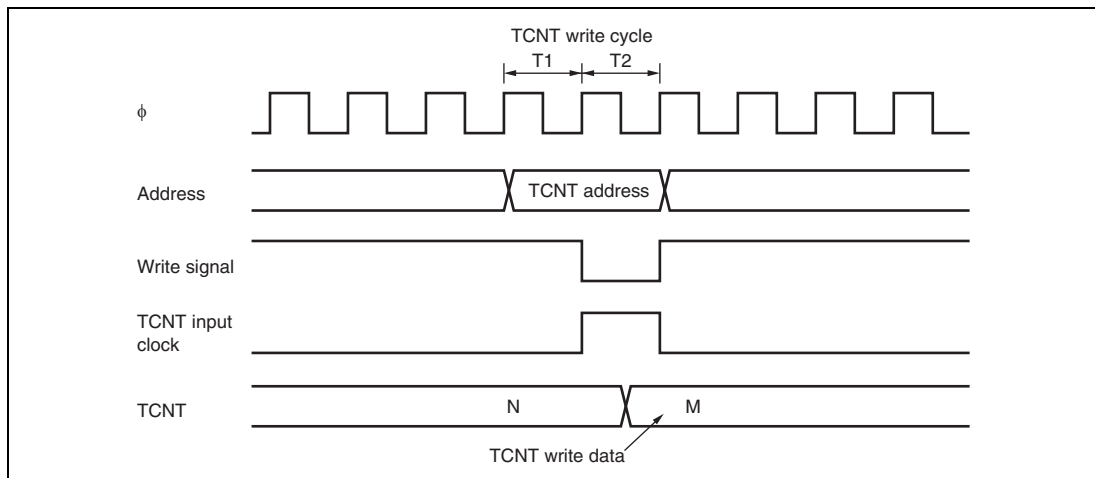 TCNT write cycle
T1 T2
ϕ
Address
TCNT address
Write signal
TCNT input
clock
TCNT
N M
TCNT write data